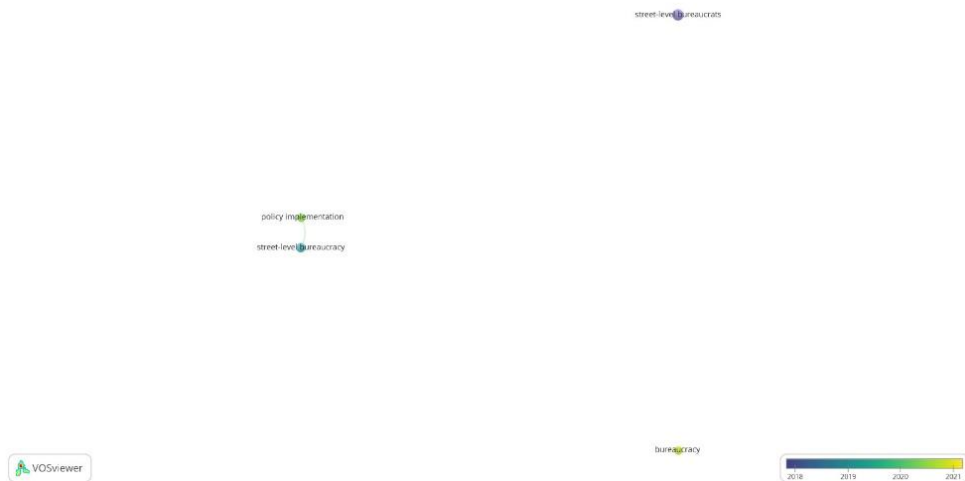 street-level bureaucrats
policy implementation
street-level bureaucracy
bureaucracy
VOSviewer
2018 2019 2020 2021